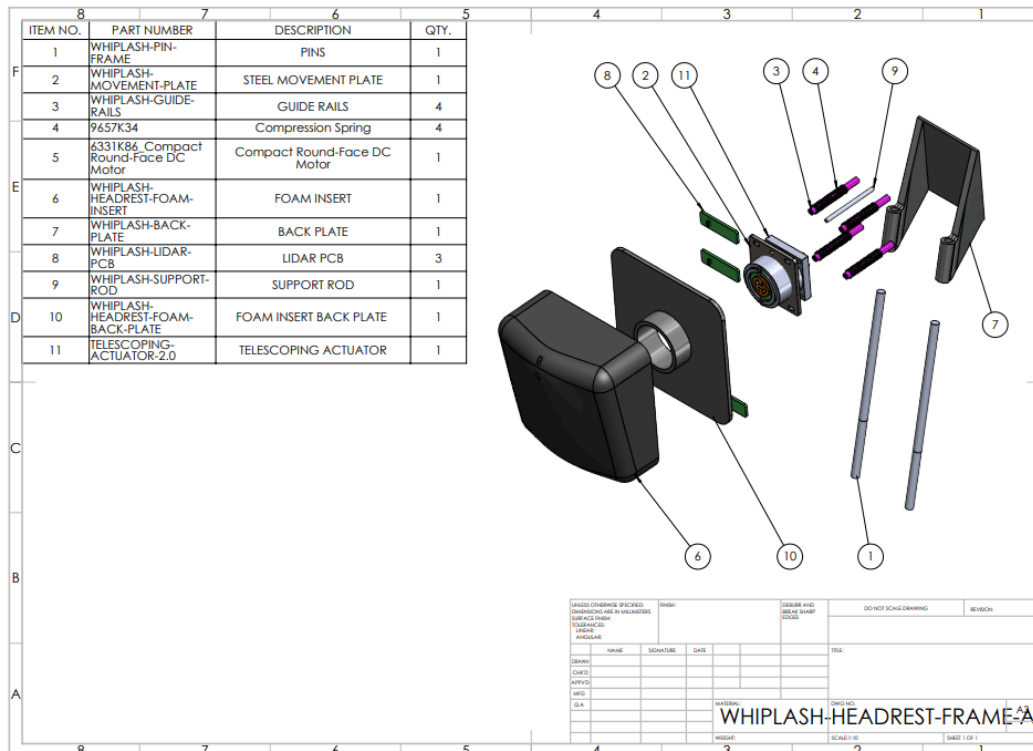 8 7 6 5 4 3 2 1
ITEM NO. PART NUMBER DESCRIPTION QTY.
1 WHIPLASH-PIN-
FRAME PINS 1
2 WHIPLASH-
MOVEMENT-PLATE STEEL MOVEMENT PLATE 1
3 WHIPLASH-GUIDE-
RAILS GUIDE RAILS 4
4 9657K34 Compression Spring 4
5 6331K86_Compact
Round-Face DC
Motor Compact Round-Face DC
Motor 1
6 WHIPLASH-
HEADREST-FOAM-
INSERT FOAM INSERT 1
7 WHIPLASH-BACK-
PLATE BACK PLATE 1
8 WHIPLASH-LIDAR-
PCB LIDAR PCB 3
9 WHIPLASH-SUPPORT-
ROD SUPPORT ROD 1
10 WHIPLASH-
HEADREST-FOAM-
BACK-PLATE FOAM INSERT BACK PLATE 1
11 TELESCOPING-
ACTUATOR-2.0 TELESCOPING ACTUATOR 1
F
E
D
C
B
A
8 2 11 3 4 9
7
6 10 1
UNLESS OTHERWISE SPECIFIED:
DIMENSIONS ARE IN MILLIMETERS
SURFACE FINISH:
TOLERANCES:
LINEAR:
ANGULAR:
FINISH:
DEBURR AND
BREAK SHARP
EDGES
DO NOT SCALE DRAWING
REVISION
NAME SIGNATURE DATE
TITLE:
DRAWN
CHK'D
APPV'D
MFG
Q.A
MATERIAL:
DWG NO.
WHIPLASH-HEADREST-FRAME-A
A3
WEIGHT:
SCALE:1:10
SHEET 1 OF 1
8 7 6 5 4 3 2 1